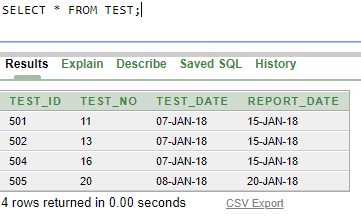 SELECT * FROM TEST;
Results Explain Describe Saved SQL History
TEST_ID TEST_NO TEST_DATE REPORT_DATE
501 11 07-JAN-18 15-JAN-18
502 13 07-JAN-18 15-JAN-18
504 16 07-JAN-18 15-JAN-18
505 20 08-JAN-18 20-JAN-18
4 rows returned in 0.00 seconds CSV Export